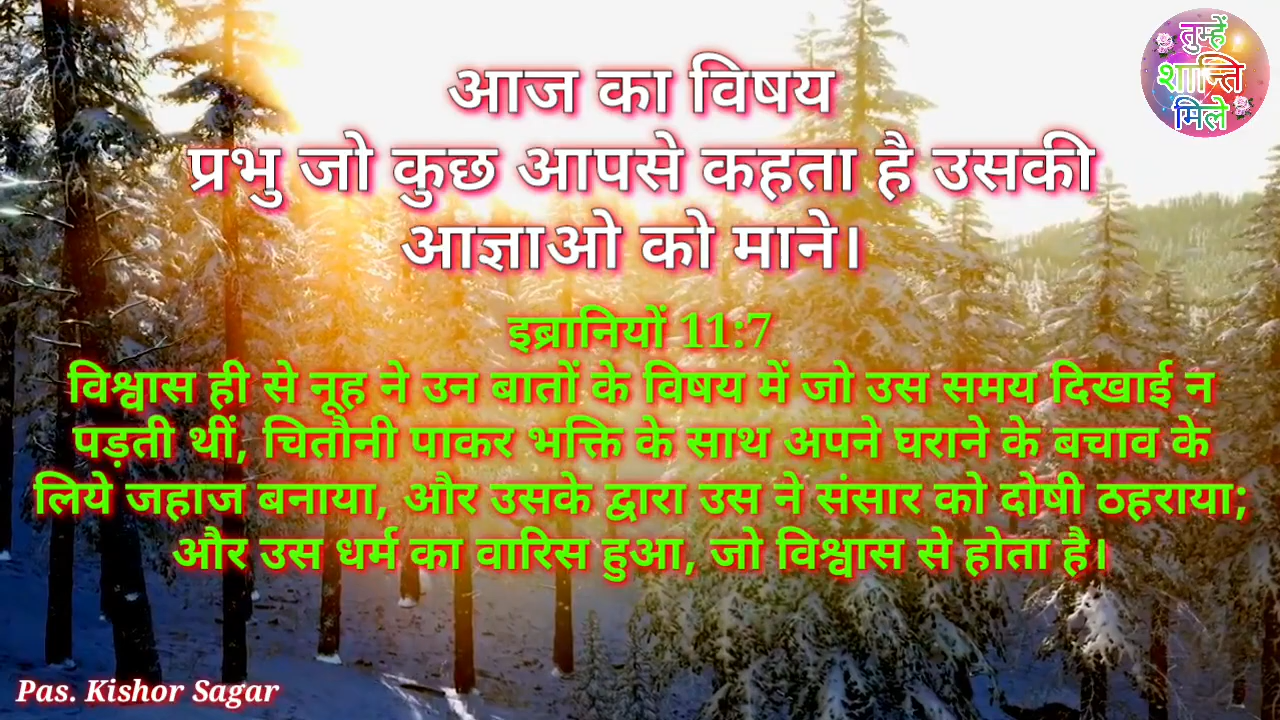 तुम्हें
शान्ति
मिले
आज का विषय
प्रभु जो कुछ आपसे कहता है उसकी
आज्ञाओ को माने।
इब्रानियों 11:7
विश्वास ही से नूह ने उन बातों के विषय में जो उस समय दिखाई न
पड़ती थीं, चितौनी पाकर भक्ति के साथ अपने घराने के बचाव के
लिये जहाज बनाया, और उसके द्वारा उस ने संसार को दोषी ठहराया;
और उस धर्म का वारिस हुआ, जो विश्वास से होता है।
Pas. Kishor Sagar